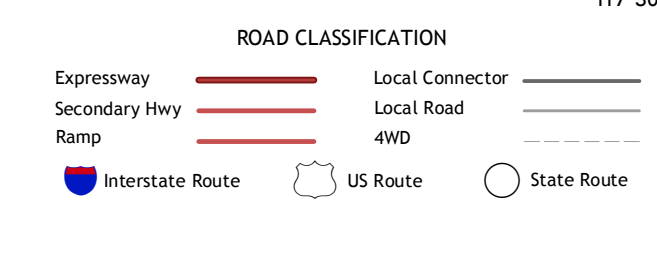 ROAD CLASSIFICATION
Expressway
Local Connector
Secondary Hwy
Local Road
Ramp
4WD
Interstate Route
US Route
State Route